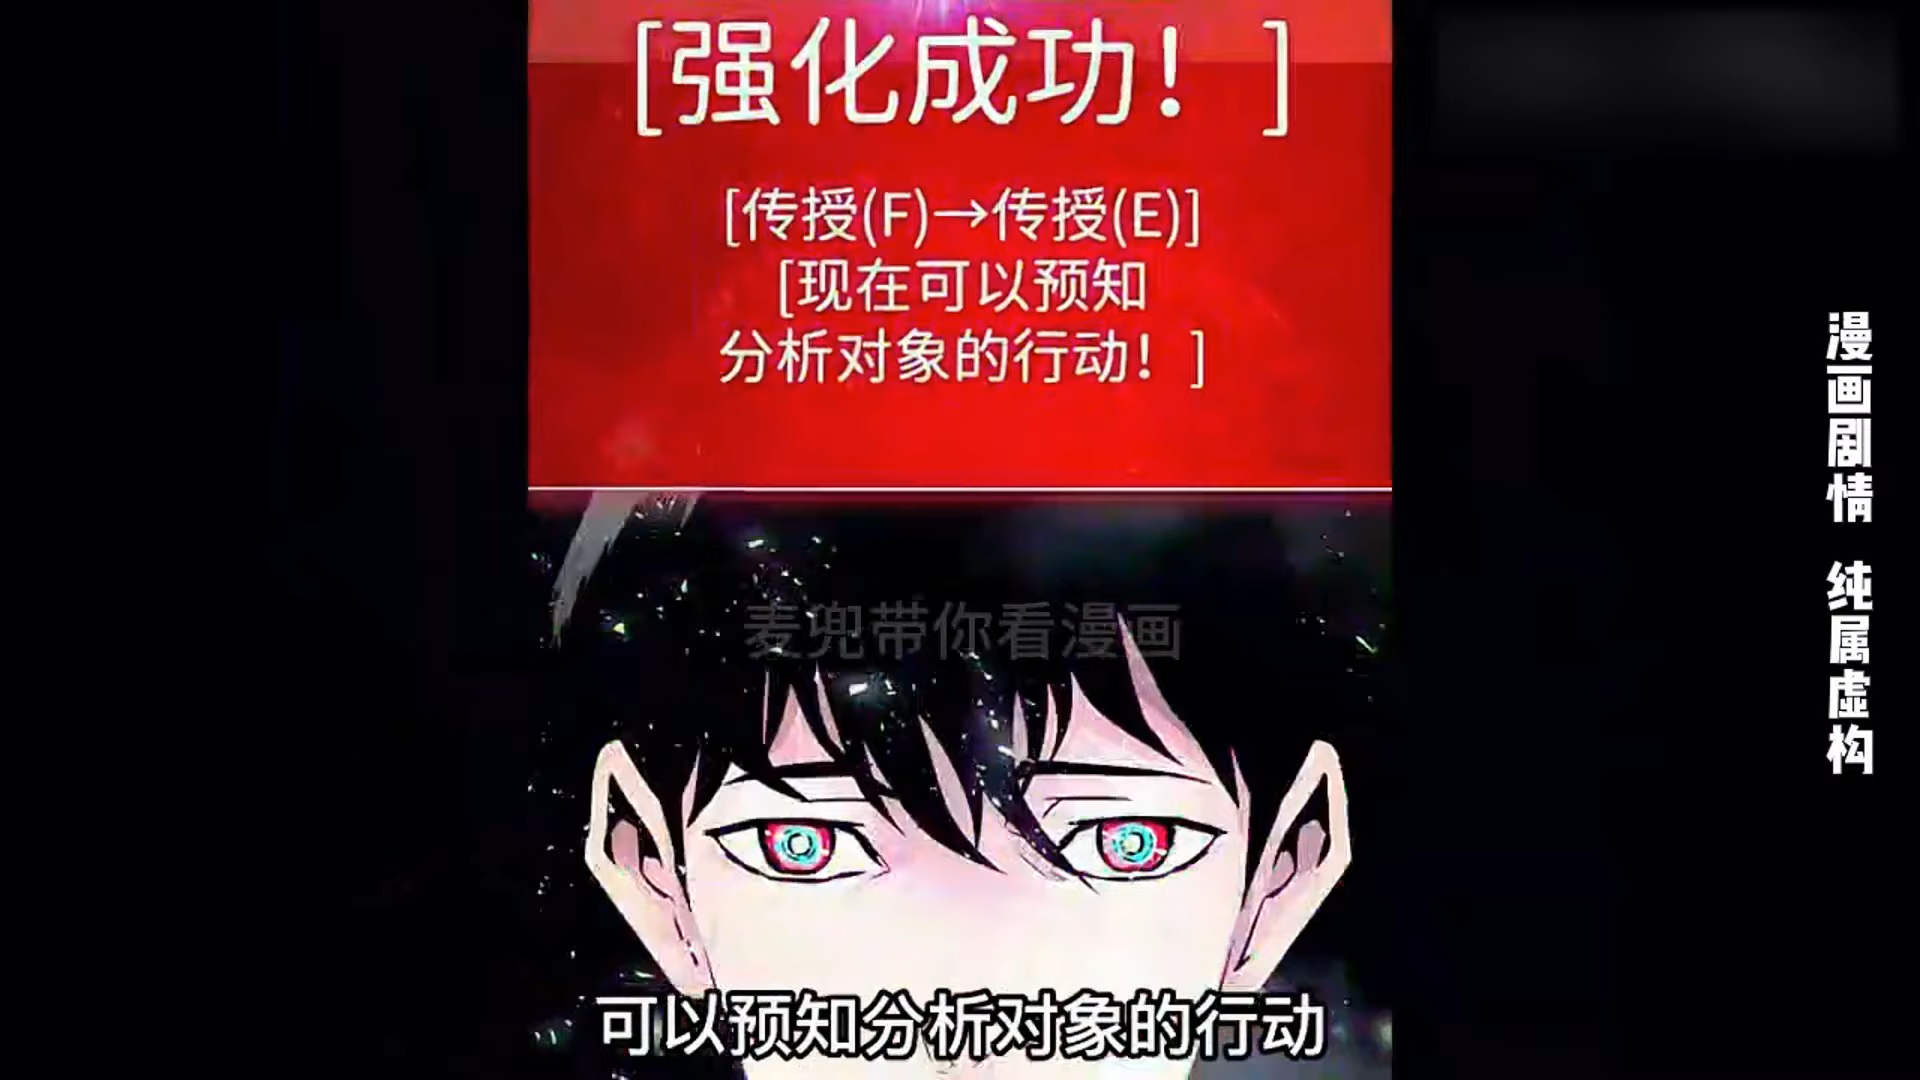 [强化成功！]
[传授(F)→传授(E)]
[现在可以预知
分析对象的行动！]
麦兜带你看漫画
可以预知分析对象的行动
漫画剧情 纯属虚构